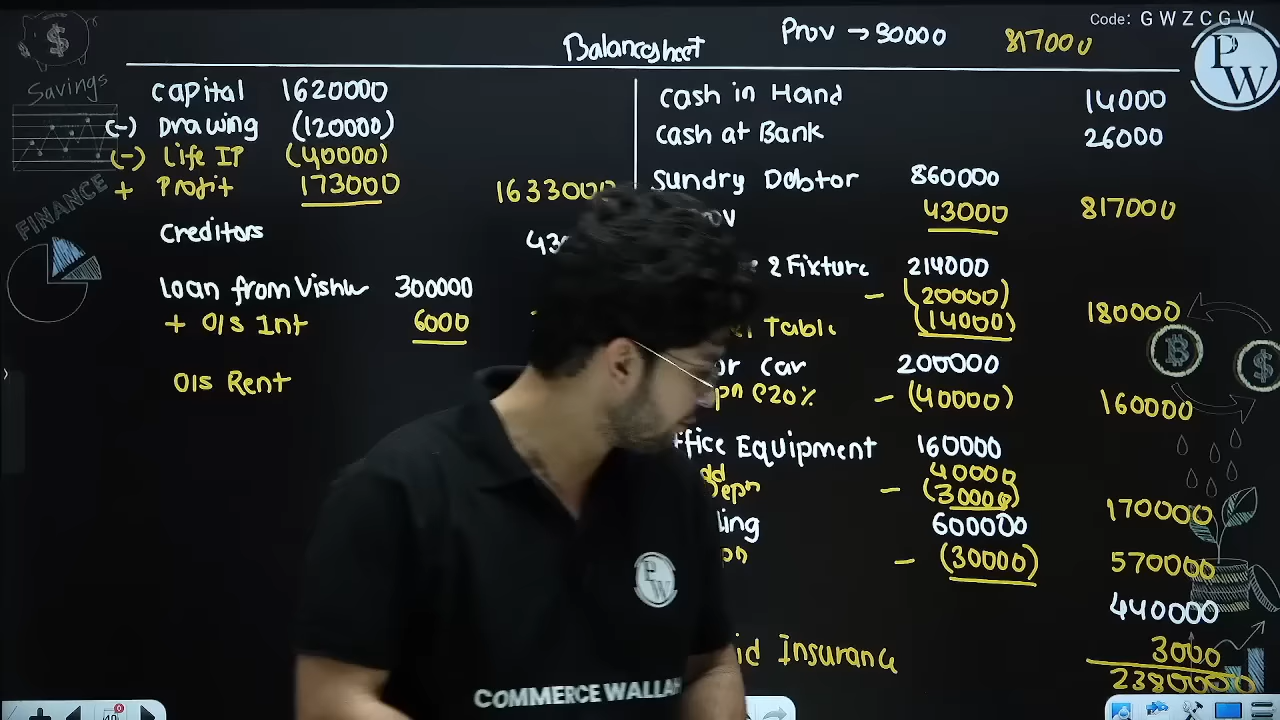 Code: G W Z C G W
Prov → 30000 817000
Balancesheet
P
W
Savings
FINANCE
capital 1620000
(-) Drawing (120000)
(-) Life IP (40000)
+ Profit 173000 1633000
Creditors 43
Loan from Vishu 300000
+ O/S Int 6000
O/S Rent
Cash in Hand 14000
Cash at Bank 26000
Sundry Debtor 860000
43000 817000
& Fixture 214000
- (20000)
Table (14000) 180000
Car 200000
@20% - (40000) 160000
Office Equipment 160000
40000
- (30000) 170000
600000
- (30000) 570000
440000
Insurance 3000
2380000
P
W
COMMERCE WALLAH